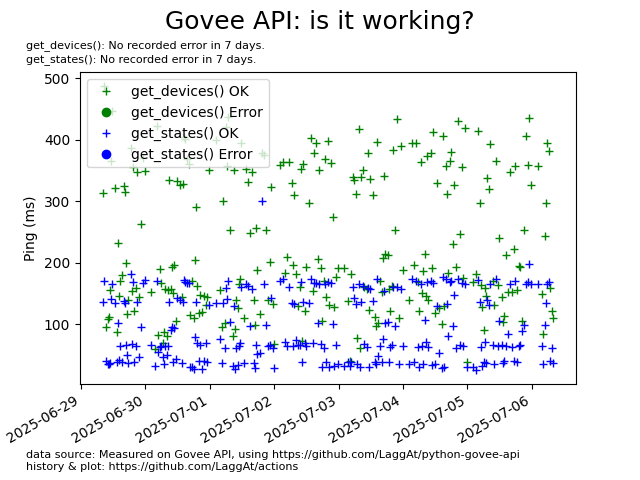 Govee API: is it working?
get_devices(): No recorded error in 7 days.
get_states(): No recorded error in 7 days.
get_devices() OK
get_devices() Error
get_states() OK
get_states() Error
Ping (ms)
500
400
300
200
100
2025-06-29
2025-06-30
2025-07-01
2025-07-02
2025-07-03
2025-07-04
2025-07-05
2025-07-06
data source: Measured on Govee API, using https://github.com/LaggAt/python-govee-api
history & plot: https://github.com/LaggAt/actions